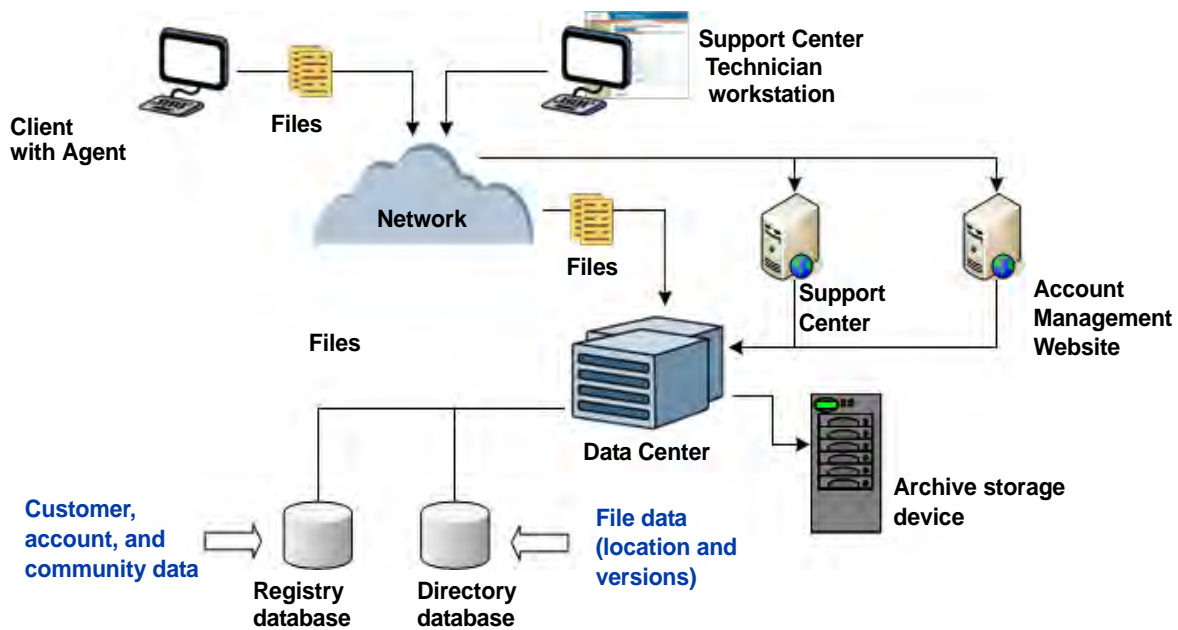 Support Center
Technician
workstation
Files
Client
with Agent
Network
Files
Support
Center
Account
Management
Website
Files
Data Center
Archive storage
device
Customer,
account, and
community data
File data
(location and
versions)
Registry
database
Directory
database